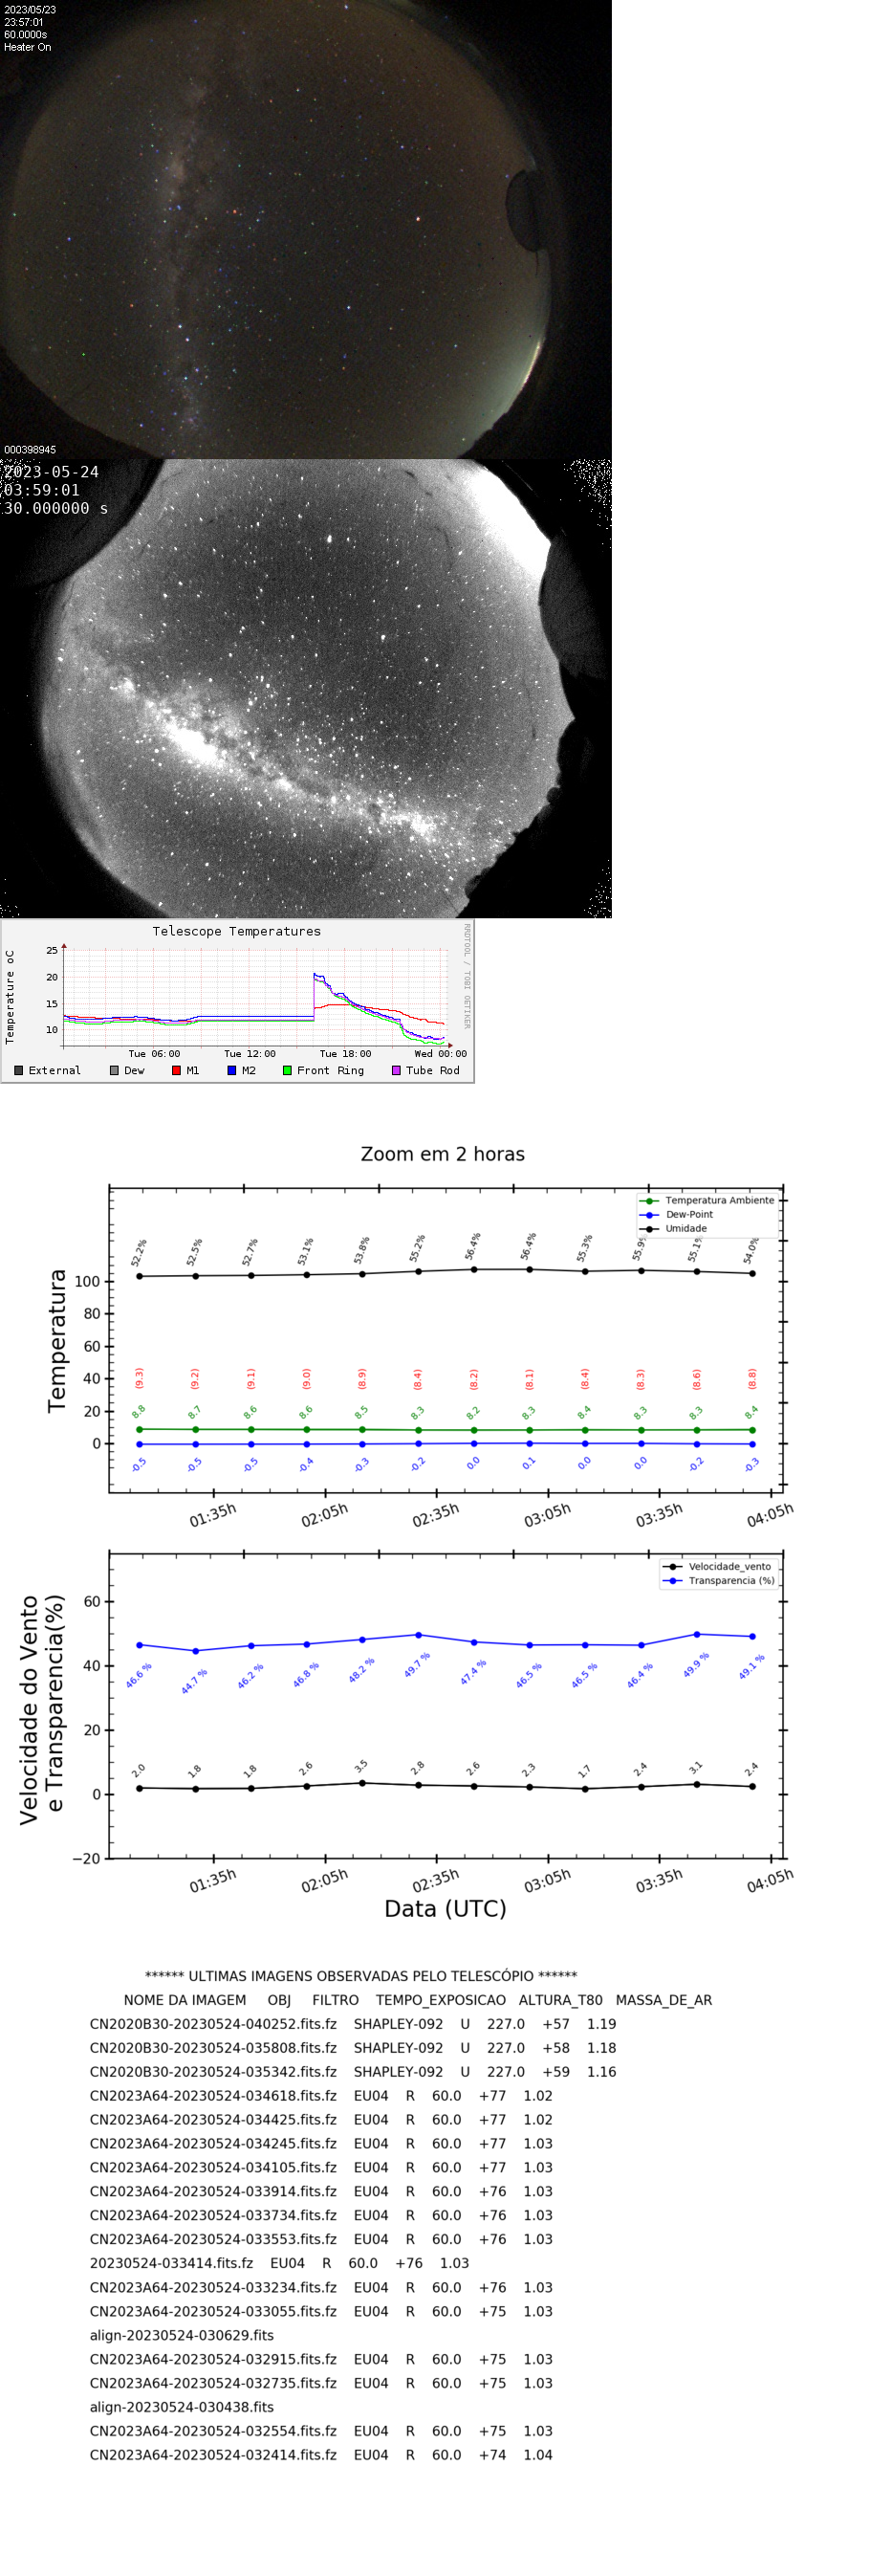 2023/05/23
23:57:01
60.0000s
Heater On
000398945
2023-05-24
03:59:01
30.000000 s
Telescope Temperatures
RRDTOOL / TOBI OETIKER
Temperature oC
25
20
15
10
Tue 06:00 Tue 12:00 Tue 18:00 Wed 00:00
External Dew M1 M2 Front Ring Tube Rod
Zoom em 2 horas
Temperatura Ambiente
Dew-Point
Umidade
Temperatura
100
80
60
40
20
0
52.2% 52.5% 52.7% 53.1% 53.8% 55.2% 56.4% 56.4% 55.3% 55.9% 55.1% 54.0%
(9.3) (9.2) (9.1) (9.0) (8.9) (8.4) (8.2) (8.1) (8.4) (8.3) (8.6) (8.8)
8.8 8.7 8.6 8.6 8.5 8.3 8.2 8.3 8.4 8.3 8.3 8.4
-0.5 -0.5 -0.5 -0.4 -0.3 -0.2 0.0 0.1 0.0 0.0 -0.2 -0.3
01:35h 02:05h 02:35h 03:05h 03:35h 04:05h
Velocidade_vento
Transparencia (%)
Velocidade do Vento
e Transparencia(%)
60
40
20
0
−20
46.6 % 44.7 % 46.2 % 46.8 % 48.2 % 49.7 % 47.4 % 46.5 % 46.5 % 46.4 % 49.9 % 49.1 %
2.0 1.8 1.8 2.6 3.5 2.8 2.6 2.3 1.7 2.4 3.1 2.4
01:35h 02:05h 02:35h 03:05h 03:35h 04:05h
Data (UTC)
****** ULTIMAS IMAGENS OBSERVADAS PELO TELESCÓPIO ******
NOME DA IMAGEM OBJ FILTRO TEMPO_EXPOSICAO ALTURA_T80 MASSA_DE_AR
CN2020B30-20230524-040252.fits.fz SHAPLEY-092 U 227.0 +57 1.19
CN2020B30-20230524-035808.fits.fz SHAPLEY-092 U 227.0 +58 1.18
CN2020B30-20230524-035342.fits.fz SHAPLEY-092 U 227.0 +59 1.16
CN2023A64-20230524-034618.fits.fz EU04 R 60.0 +77 1.02
CN2023A64-20230524-034425.fits.fz EU04 R 60.0 +77 1.02
CN2023A64-20230524-034245.fits.fz EU04 R 60.0 +77 1.03
CN2023A64-20230524-034105.fits.fz EU04 R 60.0 +77 1.03
CN2023A64-20230524-033914.fits.fz EU04 R 60.0 +76 1.03
CN2023A64-20230524-033734.fits.fz EU04 R 60.0 +76 1.03
CN2023A64-20230524-033553.fits.fz EU04 R 60.0 +76 1.03
20230524-033414.fits.fz EU04 R 60.0 +76 1.03
CN2023A64-20230524-033234.fits.fz EU04 R 60.0 +76 1.03
CN2023A64-20230524-033055.fits.fz EU04 R 60.0 +75 1.03
align-20230524-030629.fits
CN2023A64-20230524-032915.fits.fz EU04 R 60.0 +75 1.03
CN2023A64-20230524-032735.fits.fz EU04 R 60.0 +75 1.03
align-20230524-030438.fits
CN2023A64-20230524-032554.fits.fz EU04 R 60.0 +75 1.03
CN2023A64-20230524-032414.fits.fz EU04 R 60.0 +74 1.04